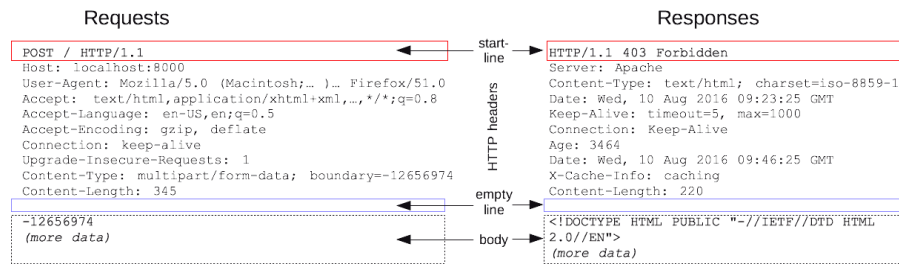 Requests
POST / HTTP/1.1
Host: localhost:8000
User-Agent: Mozilla/5.0 (Macintosh;… )… Firefox/51.0
Accept: text/html,application/xhtml+xml,…,*/*;q=0.8
Accept-Language: en-US,en;q=0.5
Accept-Encoding: gzip, deflate
Connection: keep-alive
Upgrade-Insecure-Requests: 1
Content-Type: multipart/form-data; boundary=-12656974
Content-Length: 345
-12656974
(more data)
start-
line
HTTP headers
empty
line
body
Responses
HTTP/1.1 403 Forbidden
Server: Apache
Content-Type: text/html; charset=iso-8859-1
Date: Wed, 10 Aug 2016 09:23:25 GMT
Keep-Alive: timeout=5, max=1000
Connection: Keep-Alive
Age: 3464
Date: Wed, 10 Aug 2016 09:46:25 GMT
X-Cache-Info: caching
Content-Length: 220
<!DOCTYPE HTML PUBLIC "-//IETF//DTD HTML
2.0//EN">
(more data)